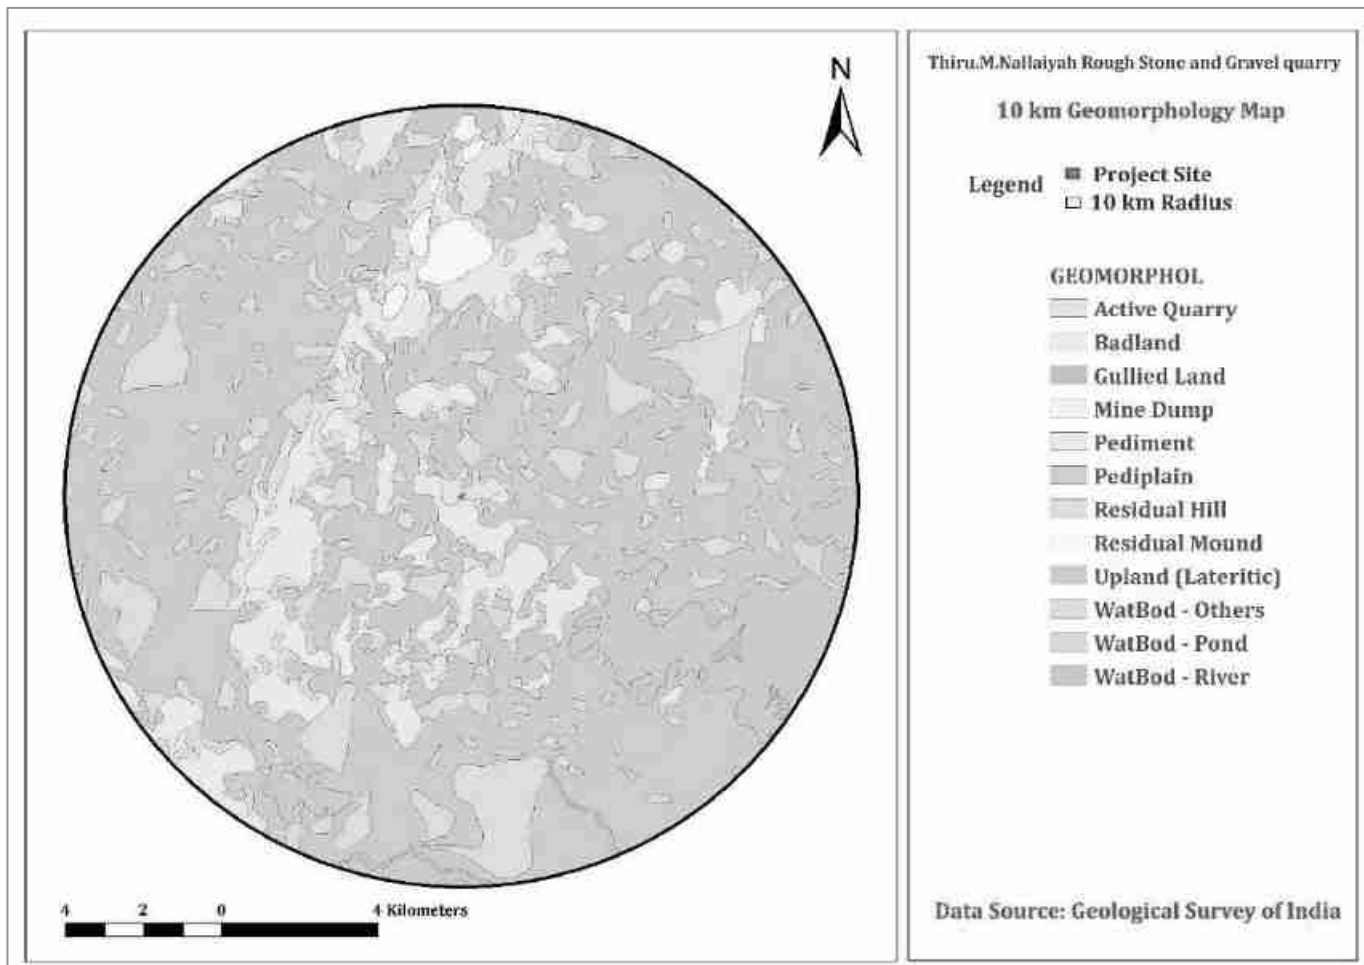 N
4 2 0 4 Kilometers
Thiru.M.Nallaiyah Rough Stone and Gravel quarry
10 km Geomorphology Map
Legend
Project Site
10 km Radius
GEOMORPHOL
Active Quarry
Badland
Gullied Land
Mine Dump
Pediment
Pediplain
Residual Hill
Residual Mound
Upland (Lateritic)
WatBod - Others
WatBod - Pond
WatBod - River
Data Source: Geological Survey of India